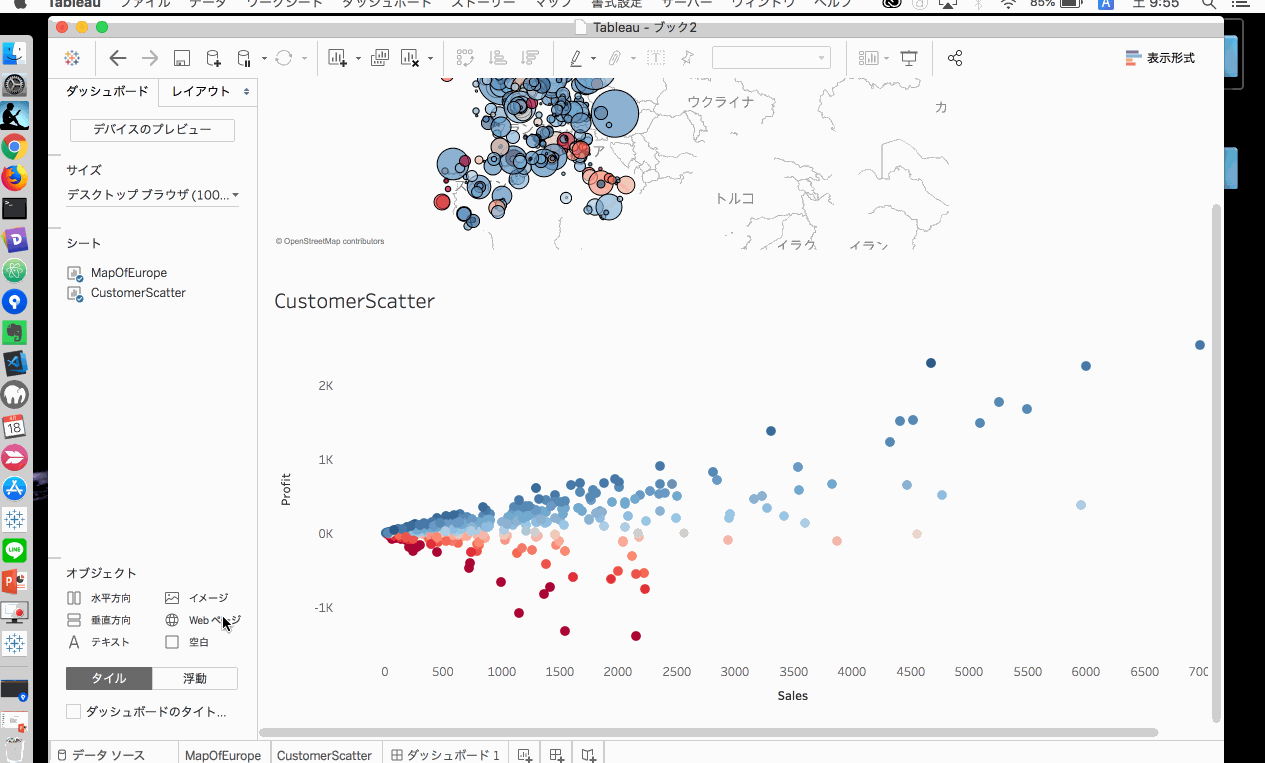 Tableau ファイル データ ワークシート ダッシュボード ストーリー マップ 書式設定 サーバー ウィンドウ ヘルプ 85% A 土 9:55
Tableau - ブック2
表示形式
ダッシュボード レイアウト
デバイスのプレビュー
サイズ
デスクトップ ブラウザ (100...
シート
MapOfEurope
CustomerScatter
ウクライナ
カ
ア
トルコ
イラク イラン
© OpenStreetMap contributors
CustomerScatter
2K
1K
0K
-1K
Profit
0 500 1000 1500 2000 2500 3000 3500 4000 4500 5000 5500 6000 6500 700
Sales
オブジェクト
水平方向 イメージ
垂直方向 Web ページ
A テキスト 空白
タイル 浮動
ダッシュボードのタイト...
データ ソース MapOfEurope CustomerScatter ダッシュボード 1
18
LINE